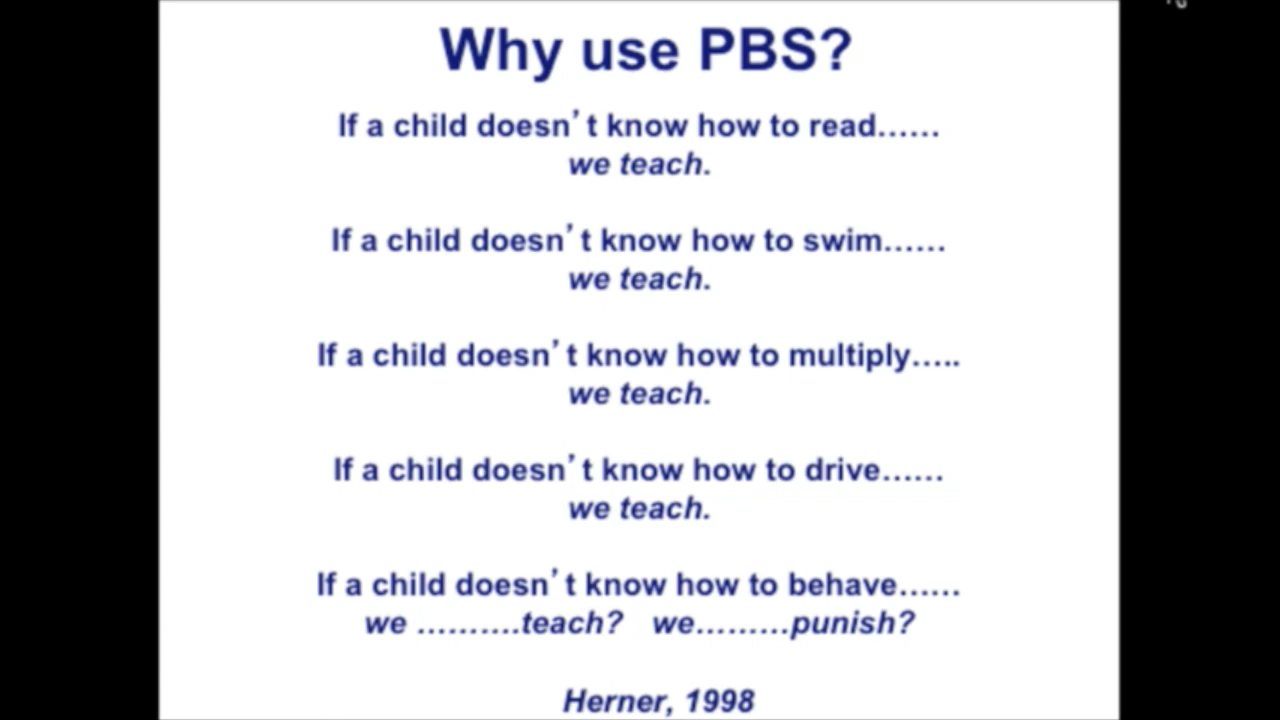 Why use PBS?
If a child doesn’t know how to read……
we teach.
If a child doesn’t know how to swim……
we teach.
If a child doesn’t know how to multiply…..
we teach.
If a child doesn’t know how to drive……
we teach.
If a child doesn’t know how to behave……
we ……….teach? we………punish?
Herner, 1998